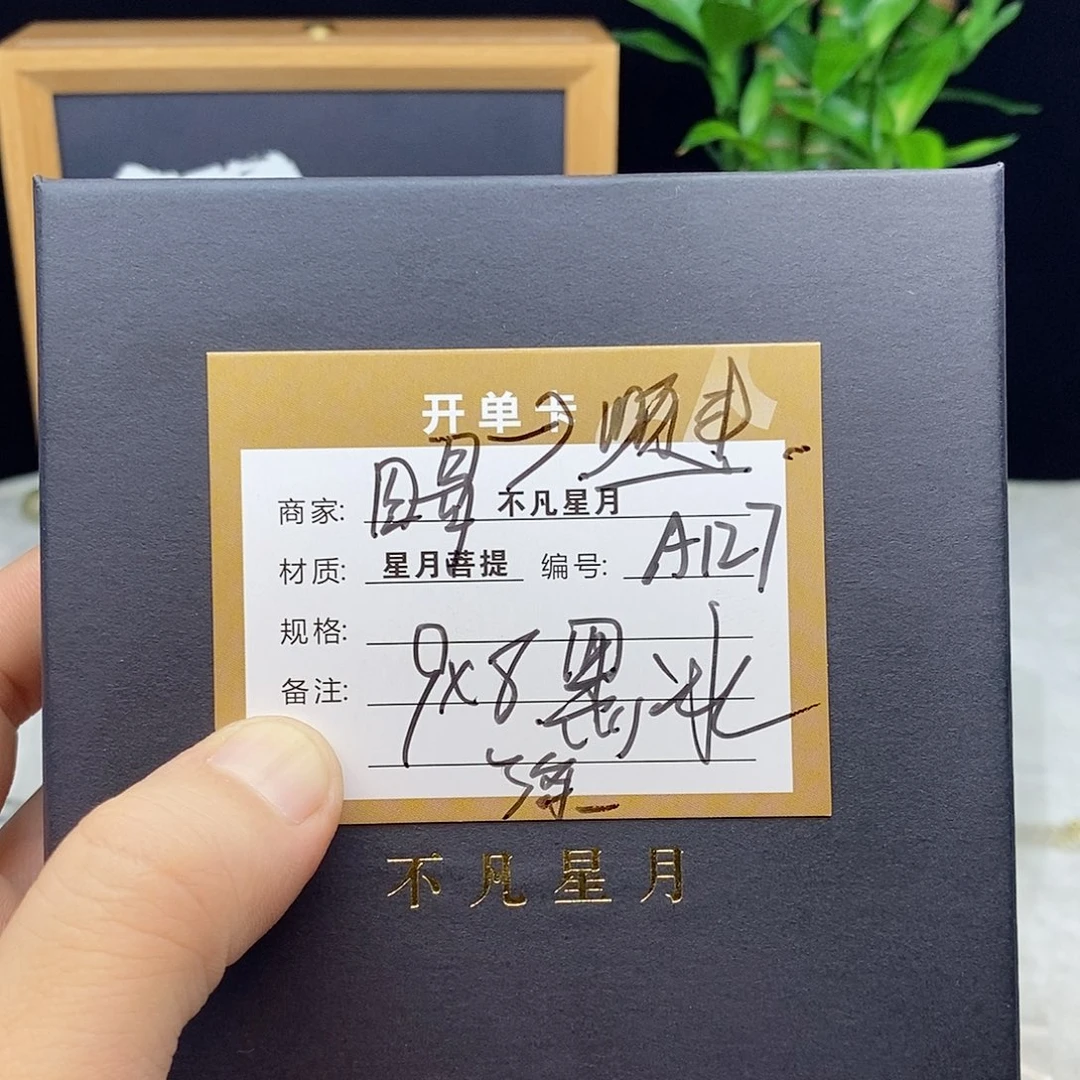 开单卡
商家: 不凡星月
材质: 星月菩提 编号: A127
规格: 9x8 黑冰
备注:
不凡星月